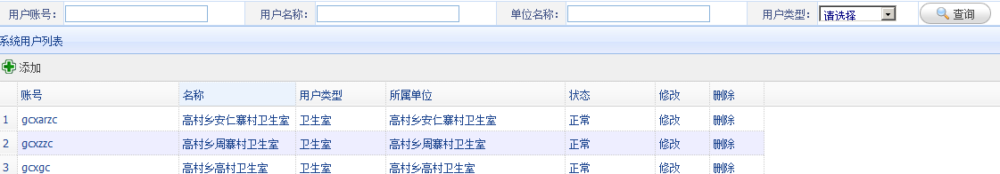 用户账号: 用户名称: 单位名称: 用户类型: 请选择 查询
系统用户列表
添加
账号 名称 用户类型 所属单位 状态 修改 删除
1 gcxarzc 高村乡安仁寨村卫生室 卫生室 高村乡安仁寨村卫生室 正常 修改 删除
2 gcxzzc 高村乡周寨村卫生室 卫生室 高村乡周寨村卫生室 正常 修改 删除
3 gcxgc 高村乡高村卫生室 卫生室 高村乡高村卫生室 正常 修改 删除